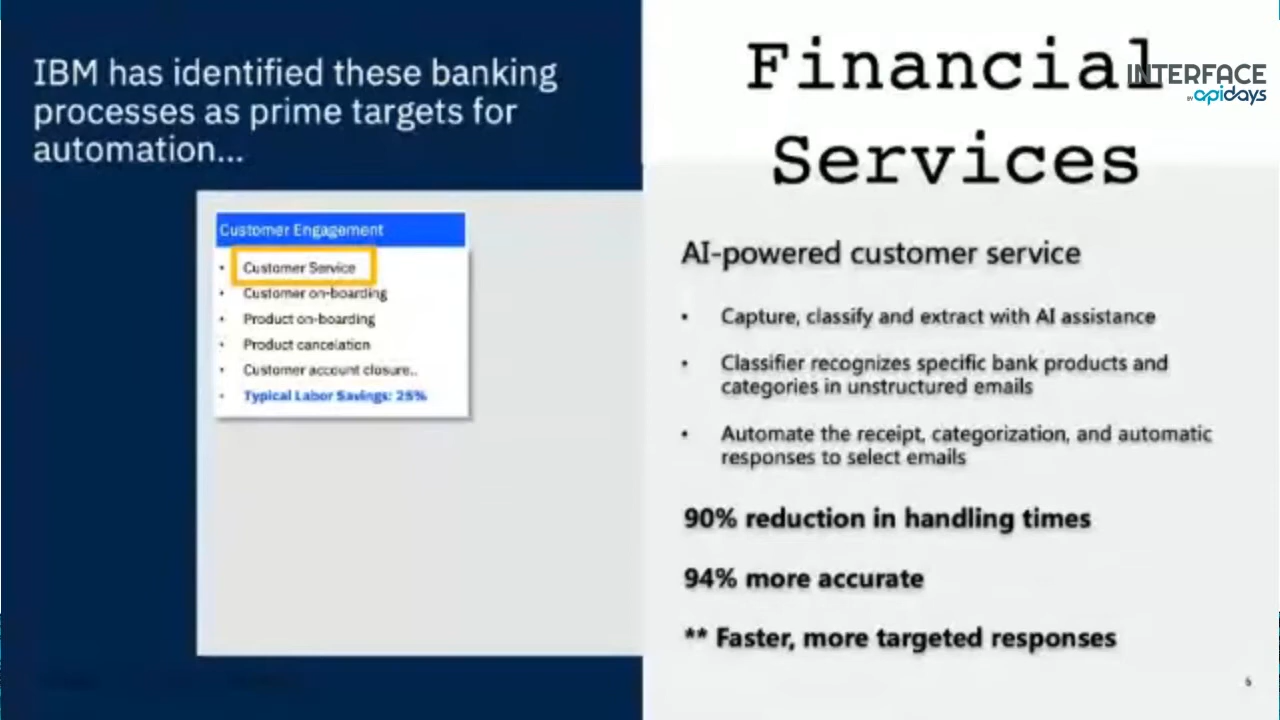 IBM has identified these banking
processes as prime targets for
automation...
Customer Engagement
• Customer Service
• Customer on-boarding
• Product on-boarding
• Product cancelation
• Customer account closure..
• Typical Labor Savings: 25%
Financial
Services
INTERFACE
BY apidays
AI-powered customer service
• Capture, classify and extract with AI assistance
• Classifier recognizes specific bank products and
categories in unstructured emails
• Automate the receipt, categorization, and automatic
responses to select emails
90% reduction in handling times
94% more accurate
** Faster, more targeted responses